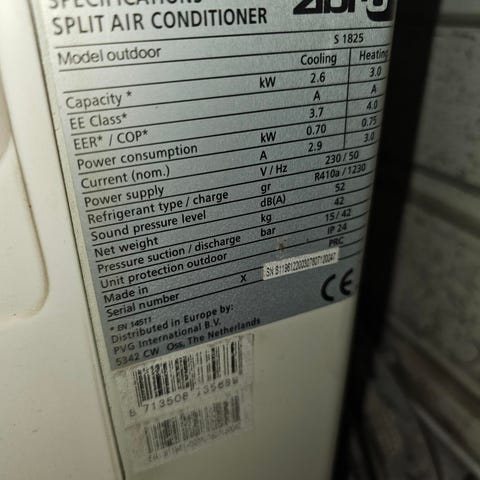 SPECIFICATIONS
SPLIT AIR CONDITIONER
Model outdoor S 1825
Cooling Heating
Capacity * kW 2.6 3.0
EE Class* A A
EER* / COP* 3.7 4.0
Power consumption kW 0.70 0.75
Current (nom.) A 2.9 3.0
Power supply V / Hz 230 / 50
Refrigerant type / charge gr R410a / 1230
Sound pressure level dB(A) 52
Net weight kg 42
Pressure suction / discharge bar 15 / 42
Unit protection outdoor IP 24
Made in PRC
Serial number X
* EN 14511
Distributed in Europe by:
PVG International B.V.
5342 CW Oss, The Netherlands
CE